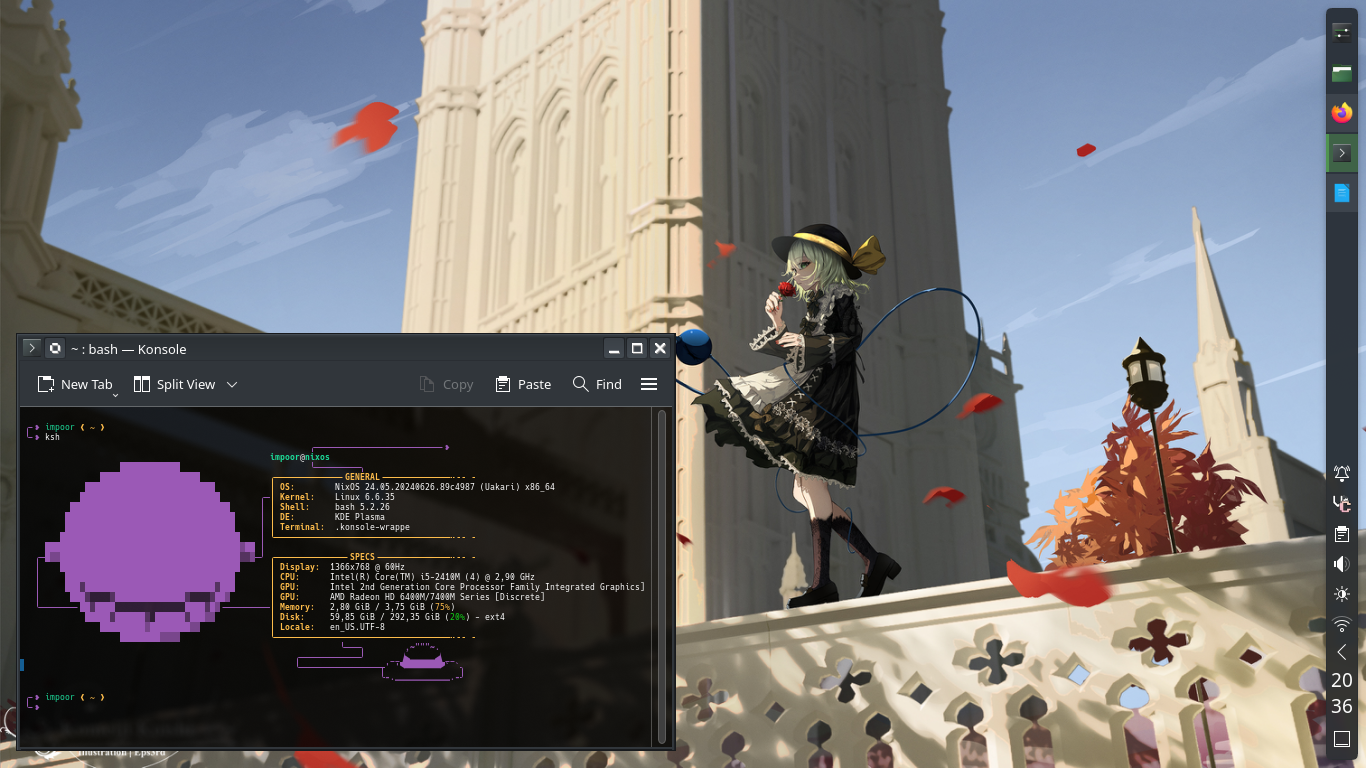 ~ : bash — Konsole
New Tab
Split View
Copy
Paste
Find
impoor ( ~ )
ksh
impoor@nixos
GENERAL
OS: NixOS 24.05.20240626.89c4987 (Uakari) x86_64
Kernel: Linux 6.6.35
Shell: bash 5.2.26
DE: KDE Plasma
Terminal: .konsole-wrappe
SPECS
Display: 1366x768 @ 60Hz
CPU: Intel(R) Core(TM) i5-2410M (4) @ 2,90 GHz
GPU: Intel 2nd Generation Core Processor Family Integrated Graphics]
GPU: AMD Radeon HD 6400M/7400M Series [Discrete]
Memory: 2,80 GiB / 3,75 GiB (75%)
Disk: 59,85 GiB / 292,35 GiB (20%) - ext4
Locale: en_US.UTF-8
impoor ( ~ )
Illustration | Fps3rd
20
36